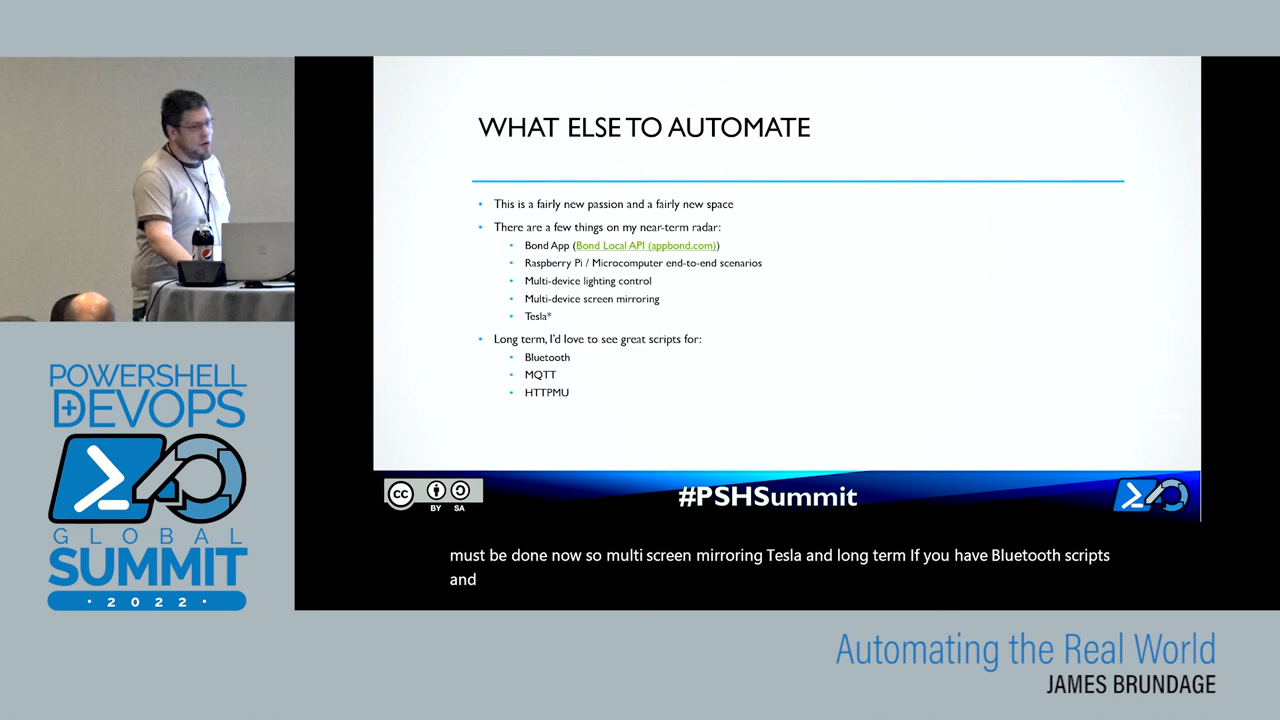 WHAT ELSE TO AUTOMATE
This is a fairly new passion and a fairly new space
There are a few things on my near-term radar:
Bond App (Bond Local API (appbond.com))
Raspberry Pi / Microcomputer end-to-end scenarios
Multi-device lighting control
Multi-device screen mirroring
Tesla*
Long term, I'd love to see great scripts for:
Bluetooth
MQTT
HTTPMU
CC
BY SA
#PSHSummit
must be done now so multi screen mirroring Tesla and long term If you have Bluetooth scripts
and
POWERSHELL
+DEVOPS
GLOBAL
SUMMIT
· 2022 ·
Automating the Real World
JAMES BRUNDAGE